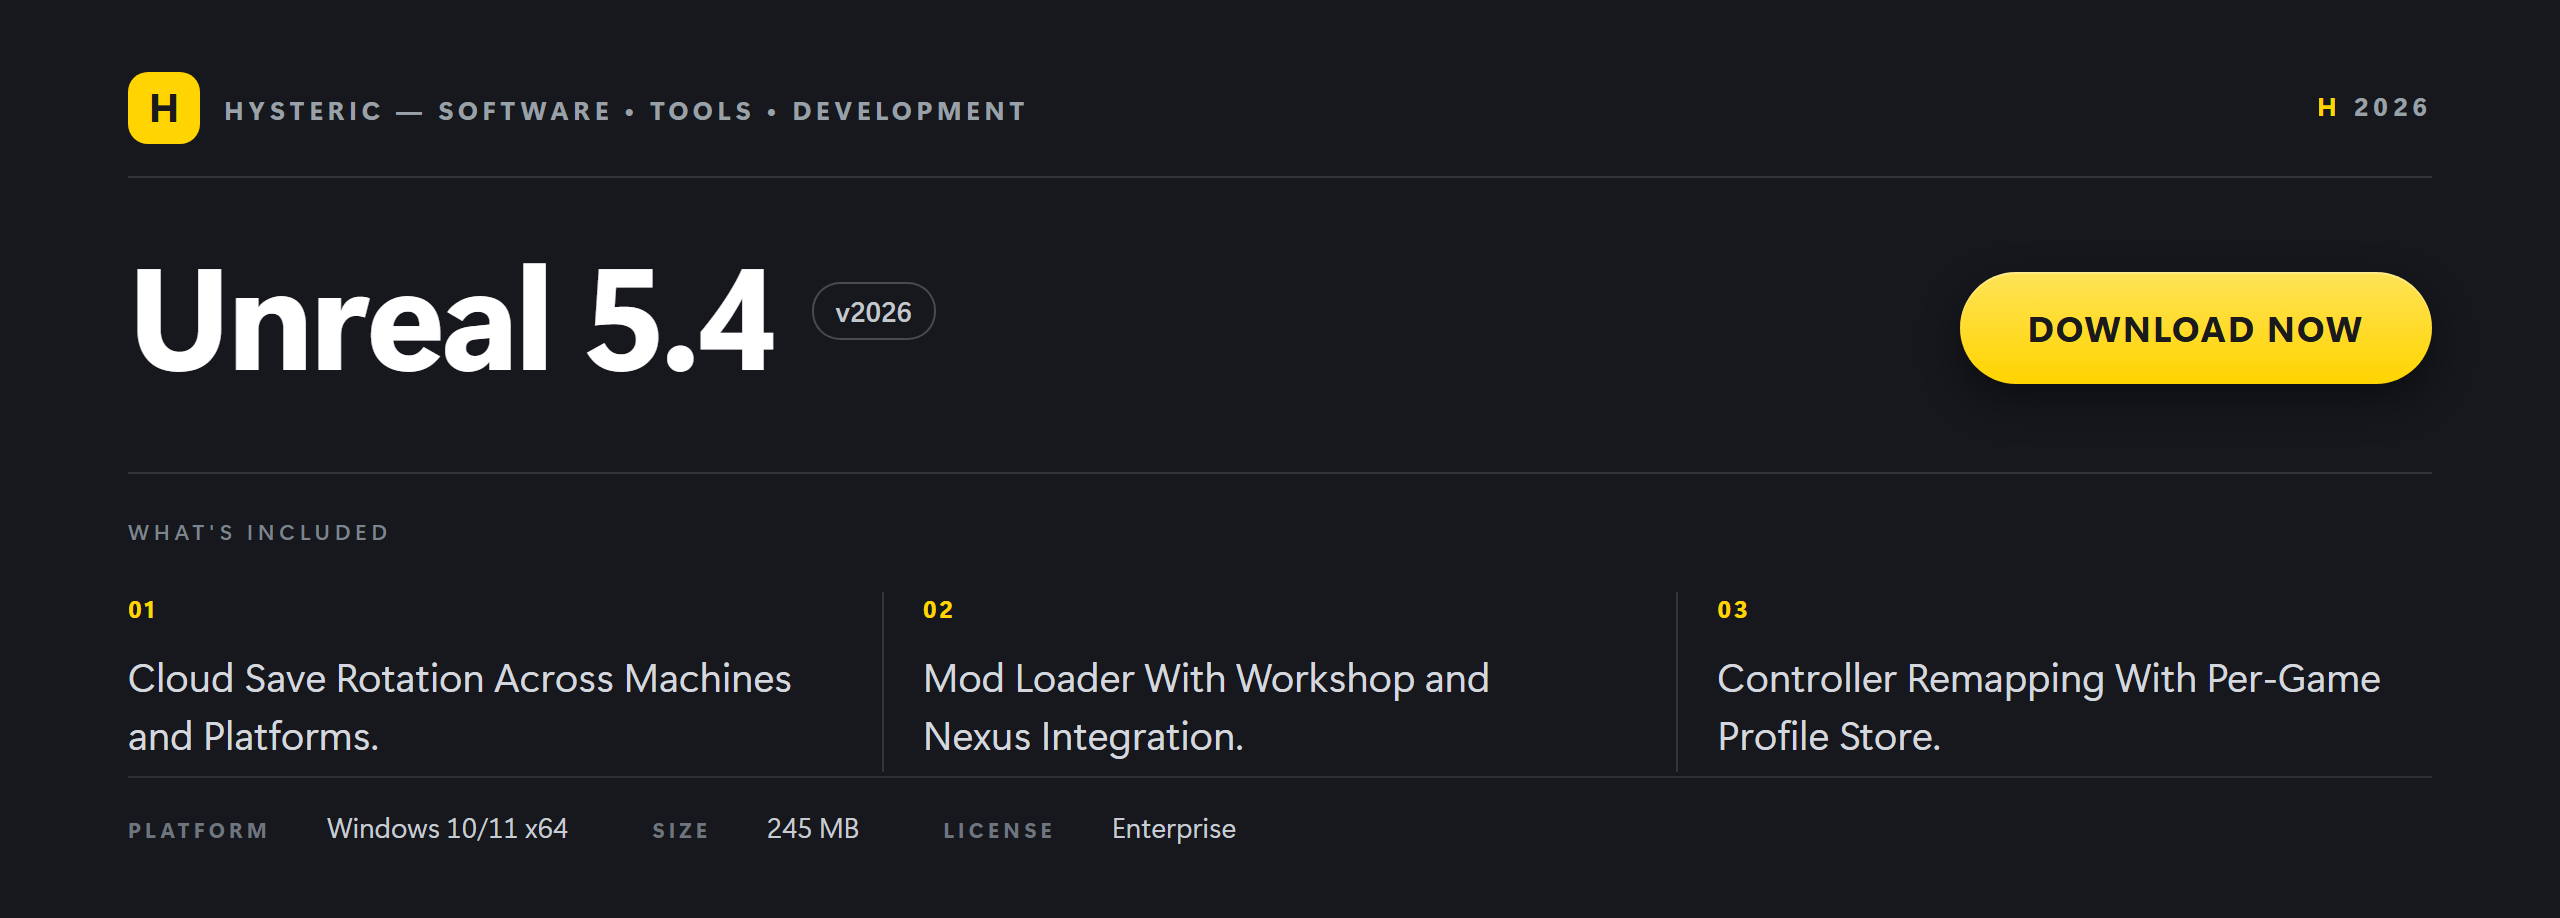 H HYSTERIC — SOFTWARE • TOOLS • DEVELOPMENT
H 2026
Unreal 5.4 v2026
DOWNLOAD NOW
WHAT'S INCLUDED
01
Cloud Save Rotation Across Machines
and Platforms.
02
Mod Loader With Workshop and
Nexus Integration.
03
Controller Remapping With Per-Game
Profile Store.
PLATFORM Windows 10/11 x64 SIZE 245 MB LICENSE Enterprise